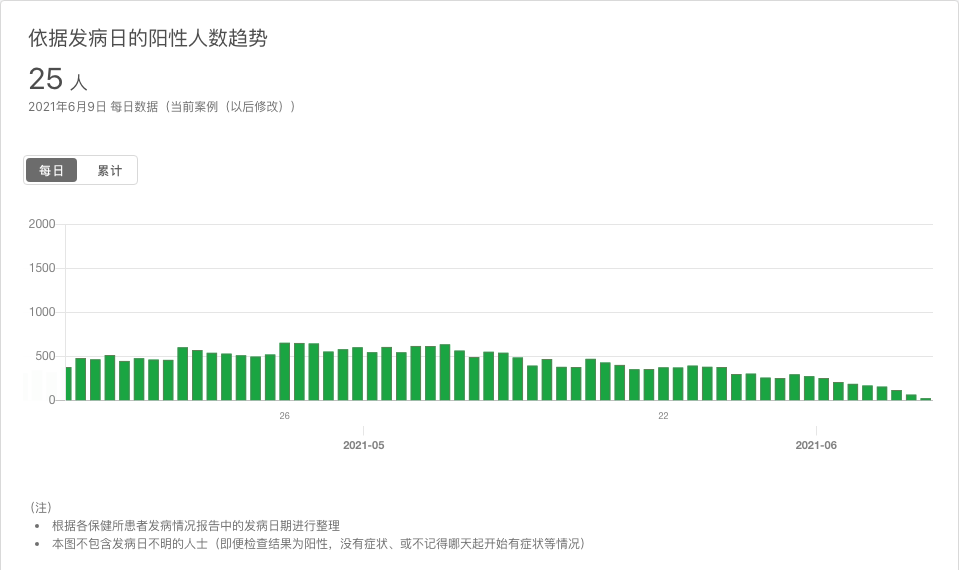 依据发病日的阳性人数趋势
25 人
2021年6月9日 每日数据（当前案例（以后修改））
每日 累计
2000
1500
1000
500
0
26 22
2021-05 2021-06
（注）
• 根据各保健所患者发病情况报告中的发病日期进行整理
• 本图不包含发病日不明的人士（即便检查结果为阳性，没有症状、或不记得哪天起开始有症状等情况）